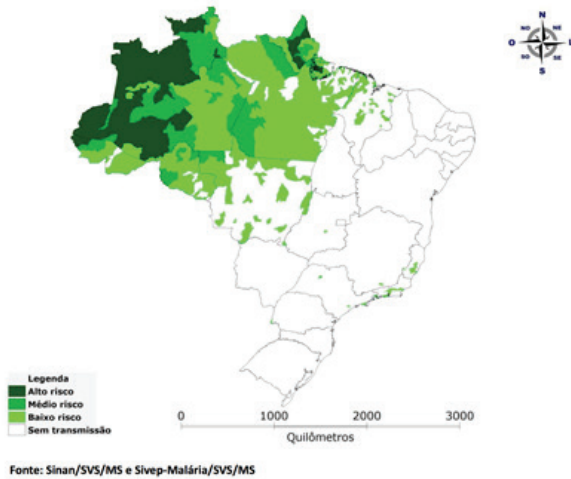 N
NO NE
O L
SO SE
S
Legenda
Alto risco
Médio risco
Baixo risco
Sem transmissão
0 1000 2000 3000
Quilômetros
Fonte: Sinan/SVS/MS e Sivep-Malária/SVS/MS